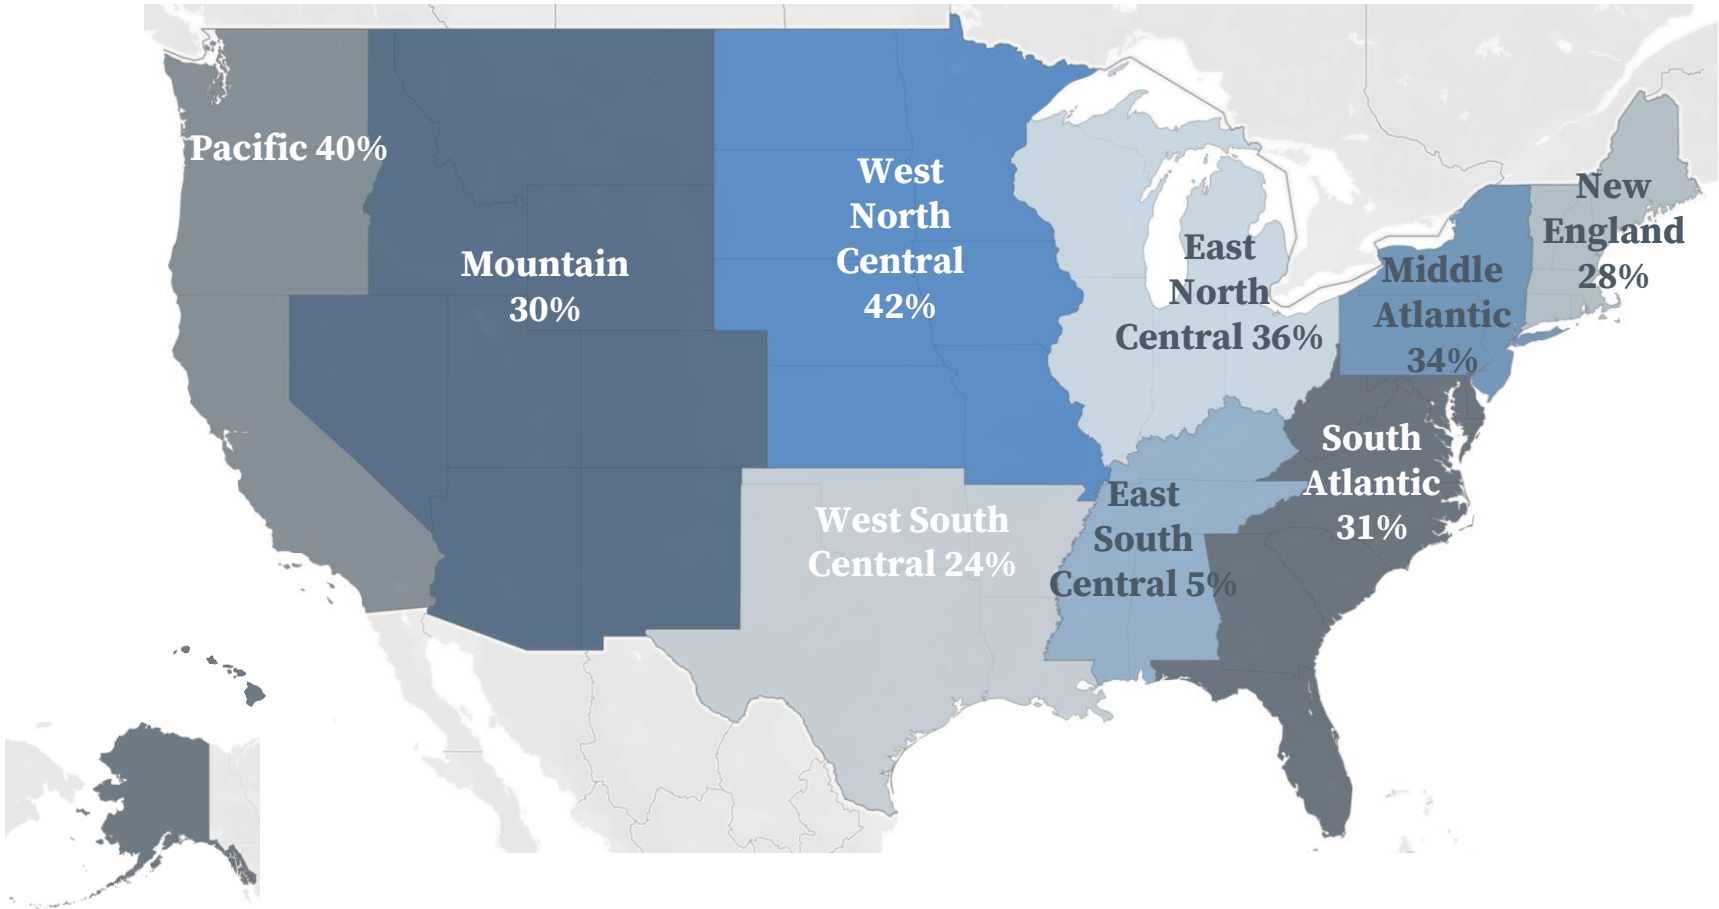 Pacific 40%
Mountain
30%
West
North
Central
42%
East
North
Central 36%
New
England
28%
Middle
Atlantic
34%
South
Atlantic
31%
West South
Central 24%
East
South
Central 5%